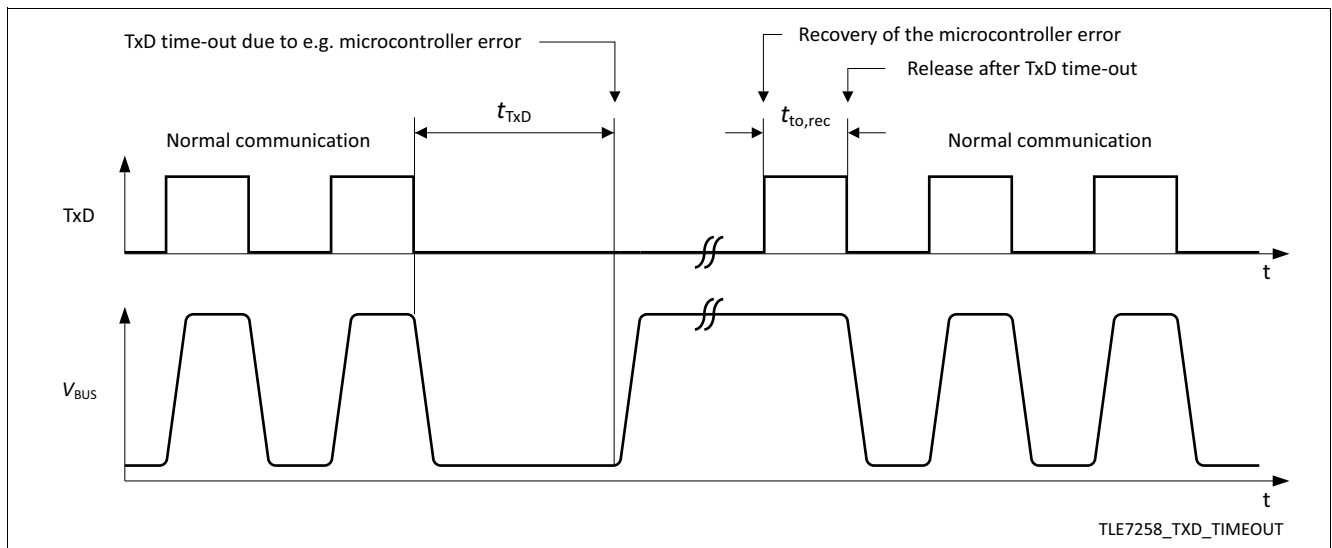 TxD time-out due to e.g. microcontroller error
Recovery of the microcontroller error
Release after TxD time-out
tTxD
tto,rec
Normal communication
Normal communication
TxD
t
VBUS
t
TLE7258_TXD_TIMEOUT